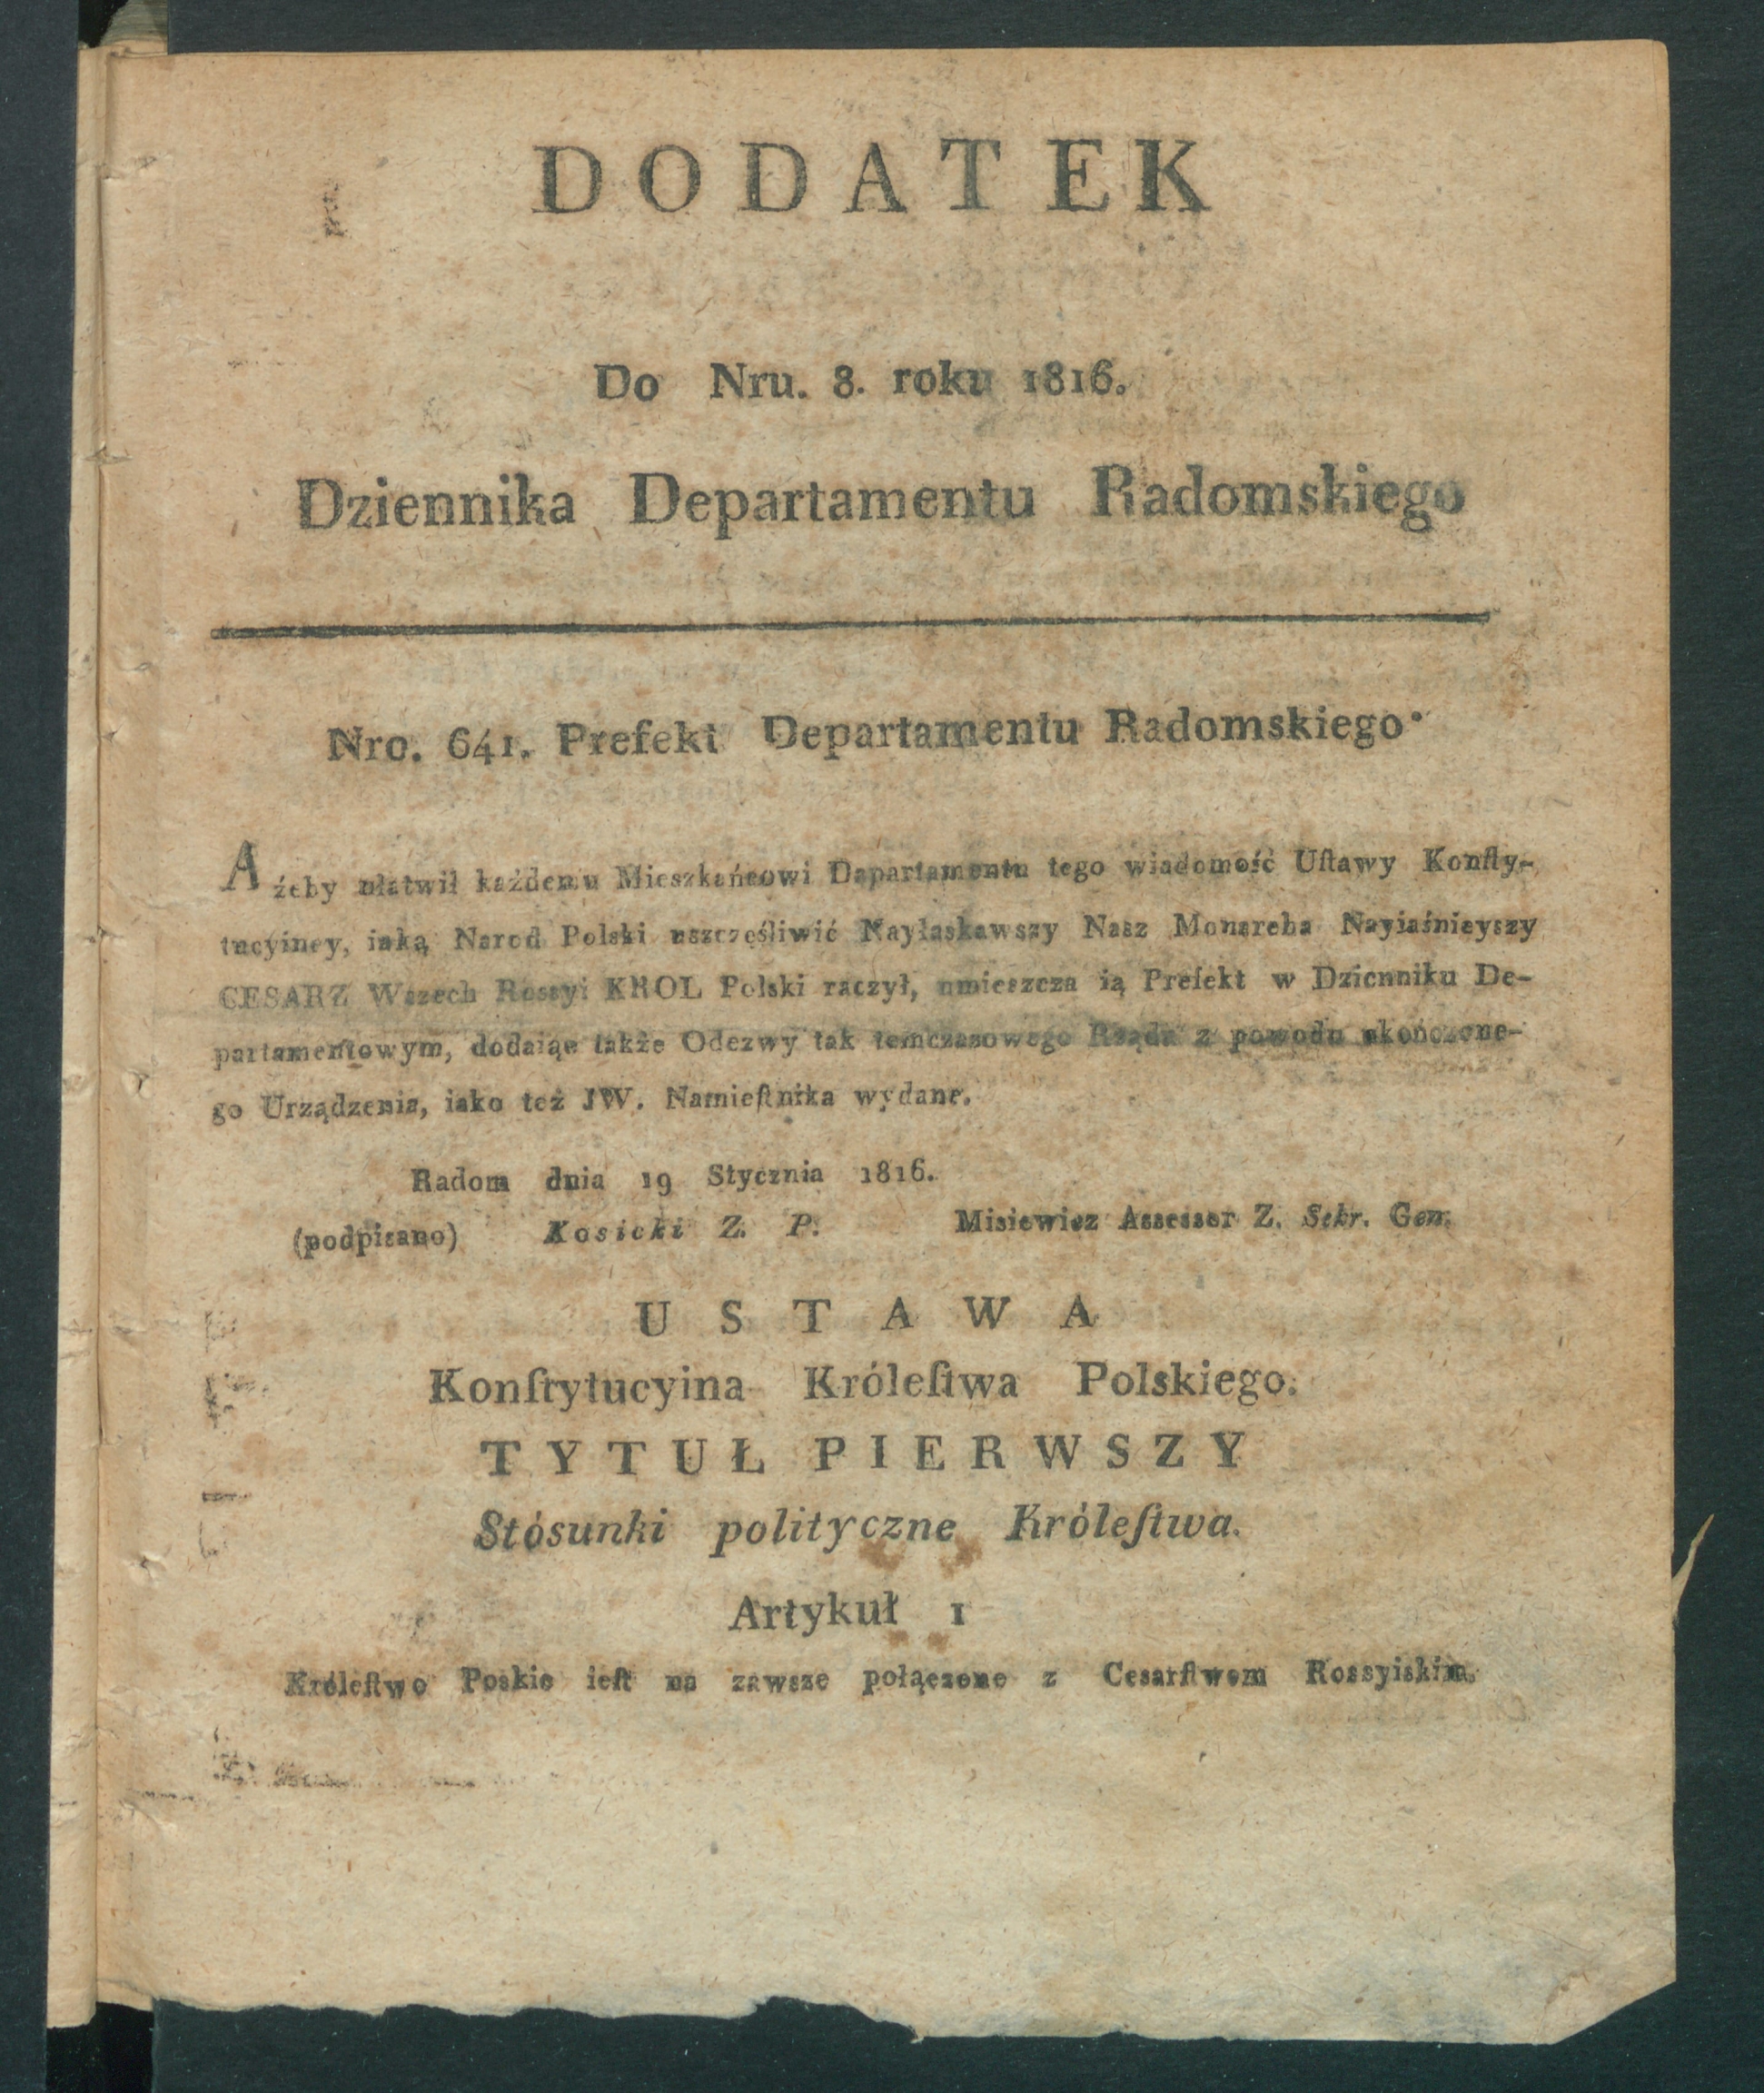 DODATEK
Do Nru. 8. roku 1816.
Dziennika Departamentu Radomskiego
Nro. 641. Prefekt Departamentu Radomskiego.
Ażeby ułatwił każdemu Mieszkańcowi Dapartamentu tego wiadomość Uſtawy Konſty-
tucyiney, iaką Narod Polski uszczęśliwić Nayłaskawszy Nasz Monarcha Nayiaśnieyszy
CESARZ Wszech Rossyi KROL Polski raczył, umieszcza ią Prefekt w Dzienniku De-
partamentowym, dodaiąc także Odezwy tak temczasowego Rządu z powodu ukończone-
go Urządzenia, iako też JW. Namieſtnika wydane.
Radom dnia 19 Stycznia 1816.
(podpisano) Kosicki Z. P. Misiewicz Assessor Z. Sekr. Gen.
USTAWA
Konſtytucyina Króleſtwa Polskiego.
TYTUŁ PIERWSZY
Stósunki polityczne Króleſtwa.
Artykuł 1
Króleſtwo Poskie ieſt na zawsze połączone z Cesarſtwem Rossyiskim.